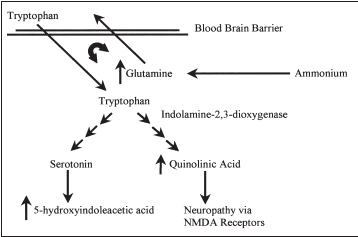 Tryptophan
Blood Brain Barrier
Glutamine
Ammonium
Tryptophan
Indolamine-2,3-dioxygenase
Serotonin
Quinolinic Acid
5-hydroxyindoleacetic acid
Neuropathy via
NMDA Receptors